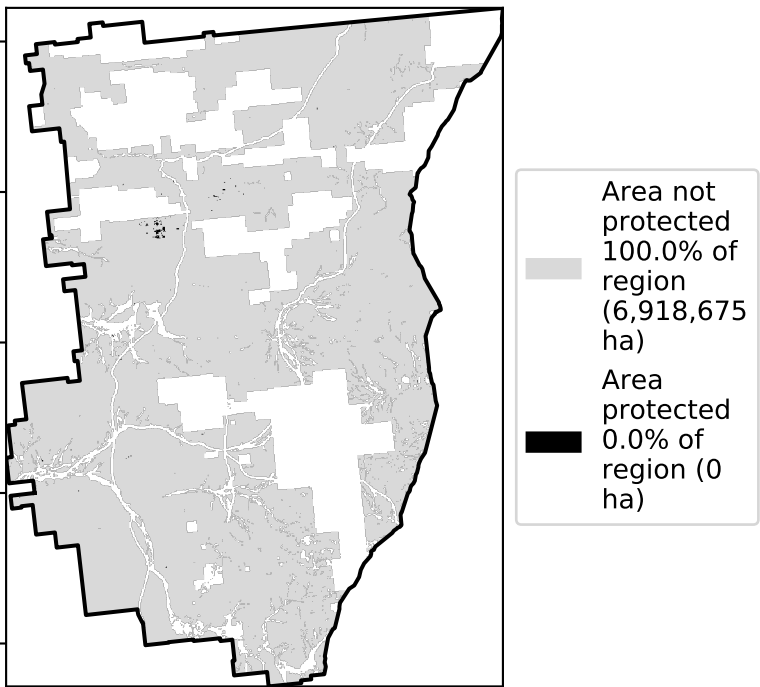 Area not
protected
100.0% of
region
(6,918,675
ha)
Area
protected
0.0% of
region (0
ha)